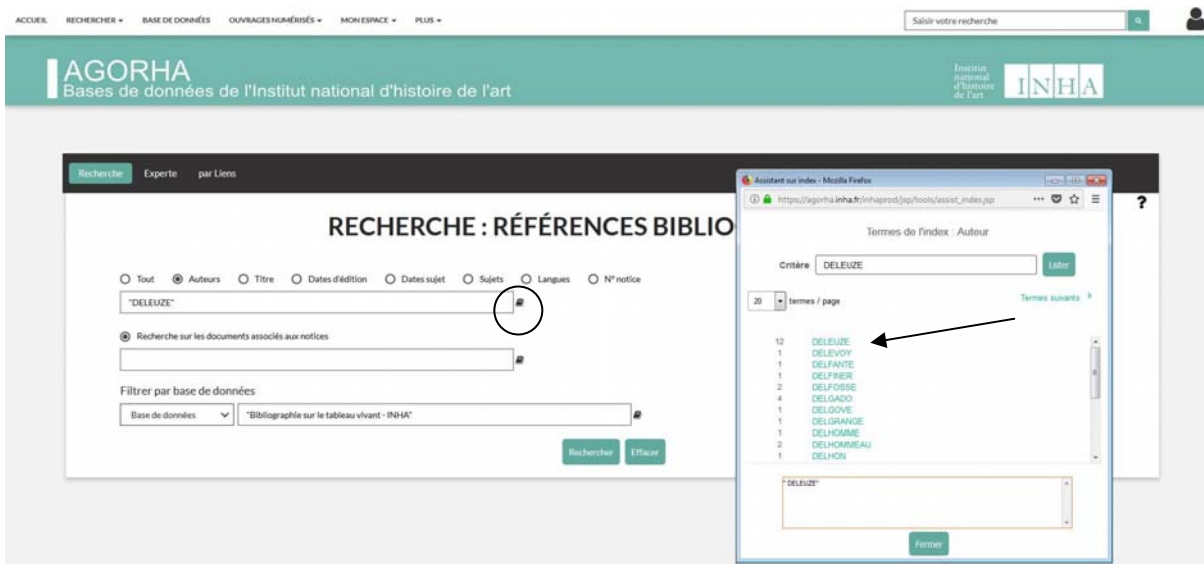 ACCUEIL RECHERCHER BASE DE DONNÉES OUVRAGES NUMÉRISÉS MON ESPACE PLUS Saisir votre recherche
AGORHA
Bases de données de l'Institut national d'histoire de l'art
Institut
national
d'histoire
de l'art
INHA
Recherche Experte par Liens
RECHERCHE : RÉFÉRENCES BIBLIO
?
Tout Auteurs Titre Dates d'édition Dates sujet Sujets Langues N° notice
"DELEUZE"
Recherche sur les documents associés aux notices
Filtrer par base de données
Base de données "Bibliographie sur le tableau vivant - INHA"
Rechercher Effacer
Assistant sur index - Mozilla Firefox
https://agorha.inha.fr/inhaprod/jsp/tools/assist_index.jsp
Termes de l'index : Auteur
Critère DELEUZE Lister
20 termes / page Termes suivants
12 DELEUZE
1 DELEVOY
1 DELFANTE
1 DELFINER
2 DELFOSSE
4 DELGADO
1 DELGOVE
1 DELGRANGE
1 DELHOMME
2 DELHOMMEAU
1 DELHON
" DELEUZE"
Fermer